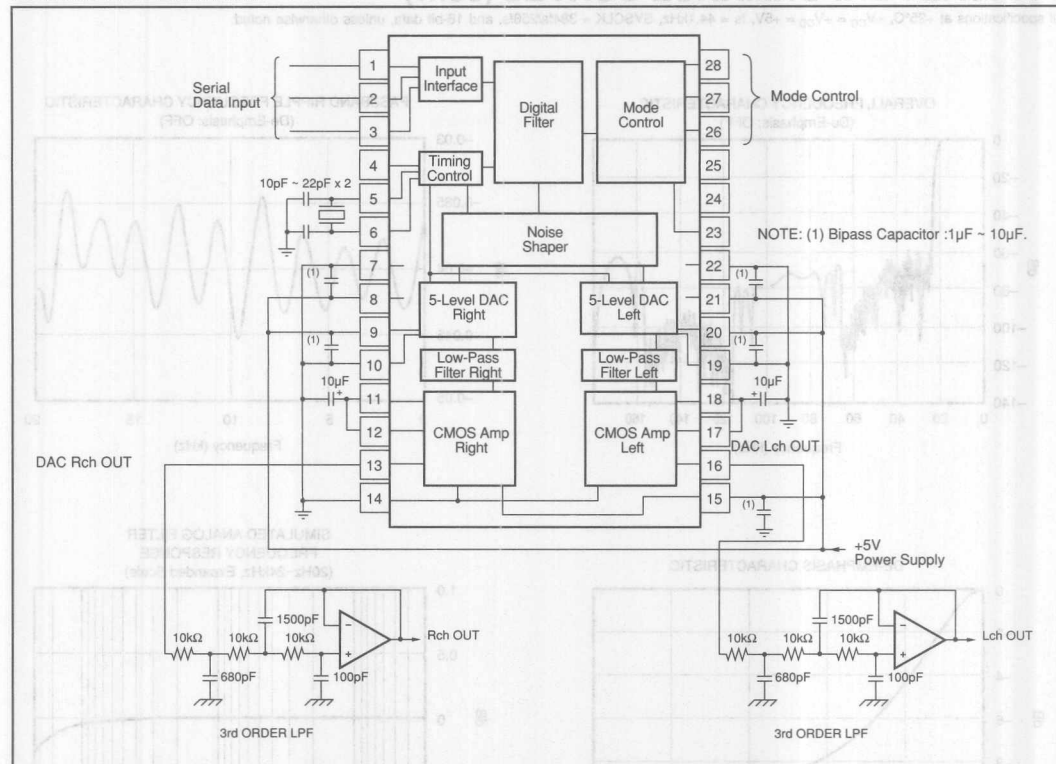 Serial
Data Input
1
2
3
4
5
6
7
8
9
10
11
12
13
14
28
27
26
25
24
23
22
21
20
19
18
17
16
15
Input
Interface
Digital
Filter
Mode
Control
Mode Control
Timing
Control
10pF ~ 22pF x 2
Noise
Shaper
NOTE: (1) Bipass Capacitor :1µF ~ 10µF.
(1)
(1)
(1)
(1)
5-Level DAC
Right
5-Level DAC
Left
Low-Pass
Filter Right
Low-Pass
Filter Left
10µF
+
10µF
+
CMOS Amp
Right
CMOS Amp
Left
DAC Rch OUT
DAC Lch OUT
(1)
+5V
Power Supply
1500pF
10kΩ
10kΩ
10kΩ
−
+
Rch OUT
680pF
100pF
3rd ORDER LPF
1500pF
10kΩ
10kΩ
10kΩ
−
+
Lch OUT
680pF
100pF
3rd ORDER LPF